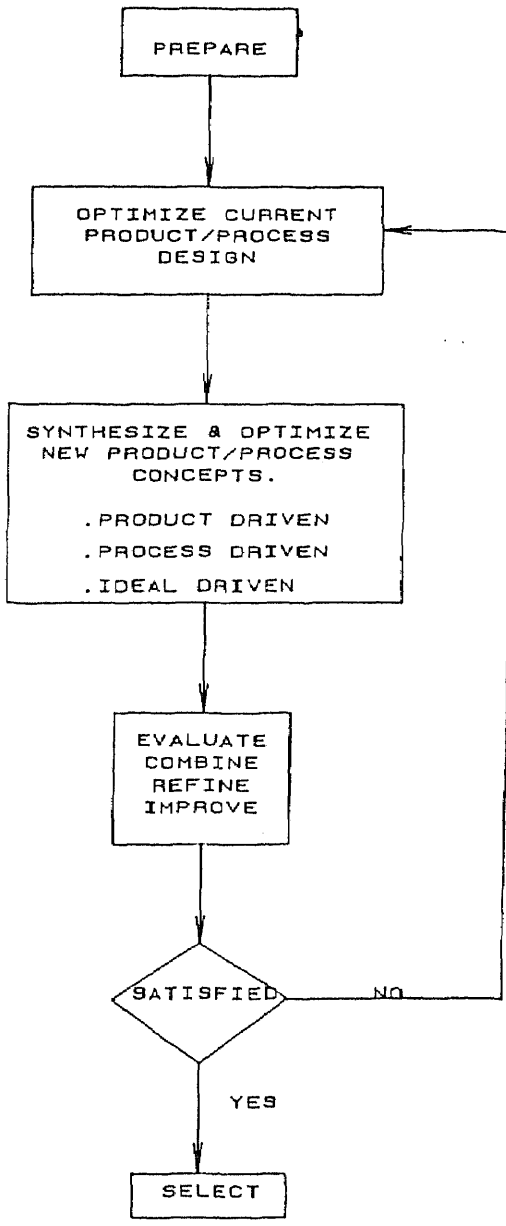 PREPARE
OPTIMIZE CURRENT
PRODUCT/PROCESS
DESIGN
SYNTHESIZE & OPTIMIZE
NEW PRODUCT/PROCESS
CONCEPTS.
.PRODUCT DRIVEN
.PROCESS DRIVEN
.IDEAL DRIVEN
EVALUATE
COMBINE
REFINE
IMPROVE
SATISFIED
NO
YES
SELECT